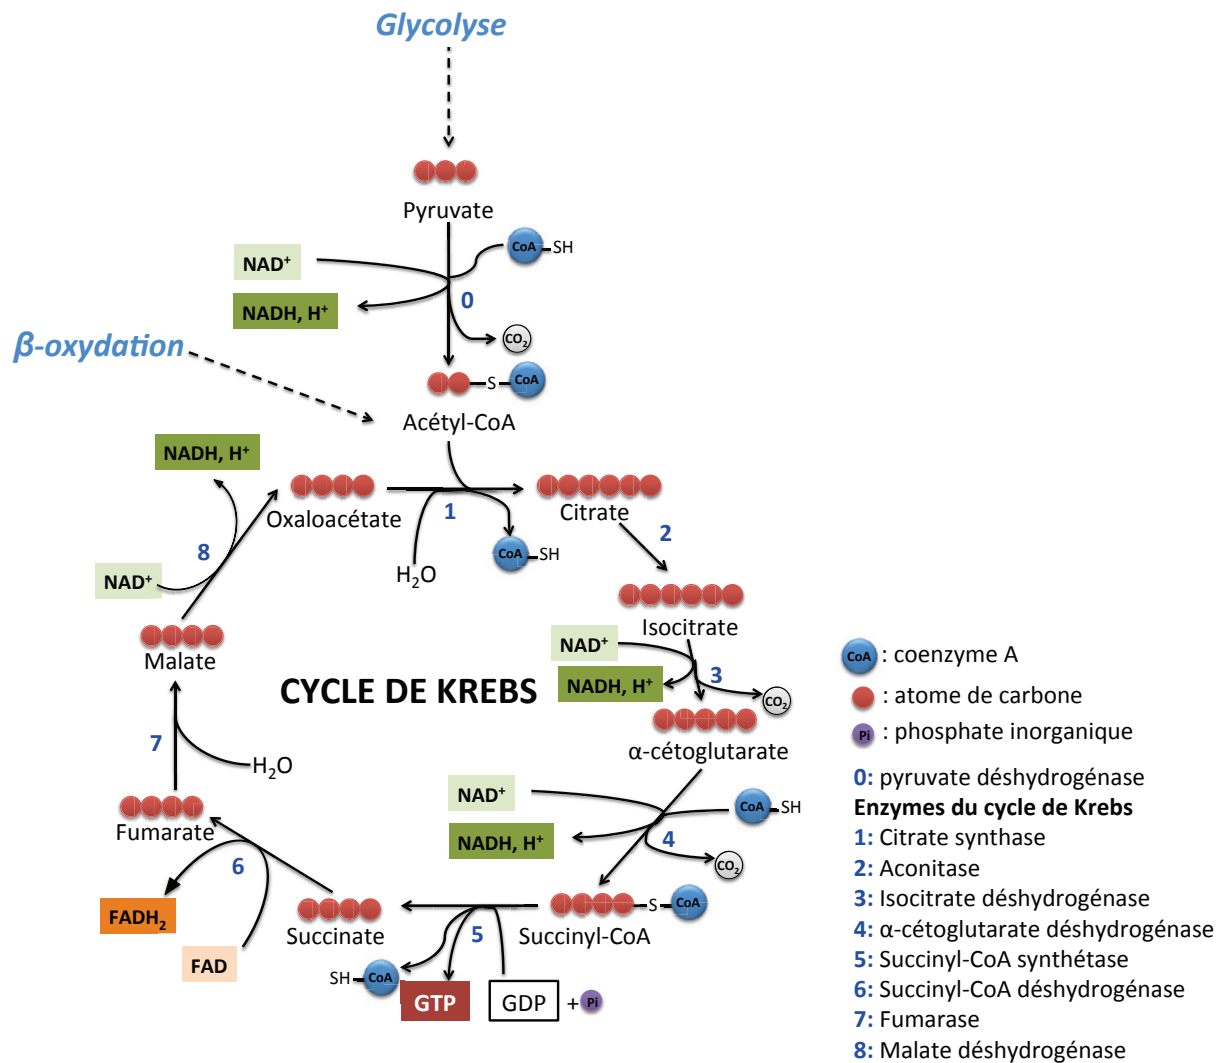 Glycolyse
Pyruvate
CoA SH
NAD⁺
NADH, H⁺
0
CO₂
β-oxydation
S CoA
Acétyl-CoA
NADH, H⁺
Oxaloacétate
1
Citrate
2
8
CoA SH
H₂O
NAD⁺
Isocitrate
Malate
NAD⁺
NADH, H⁺
3
CO₂
CYCLE DE KREBS
α-cétoglutarate
7
H₂O
NAD⁺
CoA SH
Fumarate
NADH, H⁺
4
CO₂
6
FADH₂
FAD
Succinate
5
S CoA
Succinyl-CoA
SH CoA
GTP
GDP + Pi
CoA : coenzyme A
: atome de carbone
Pi : phosphate inorganique
0: pyruvate déshydrogénase
Enzymes du cycle de Krebs
1: Citrate synthase
2: Aconitase
3: Isocitrate déshydrogénase
4: α-cétoglutarate déshydrogénase
5: Succinyl-CoA synthétase
6: Succinyl-CoA déshydrogénase
7: Fumarase
8: Malate déshydrogénase